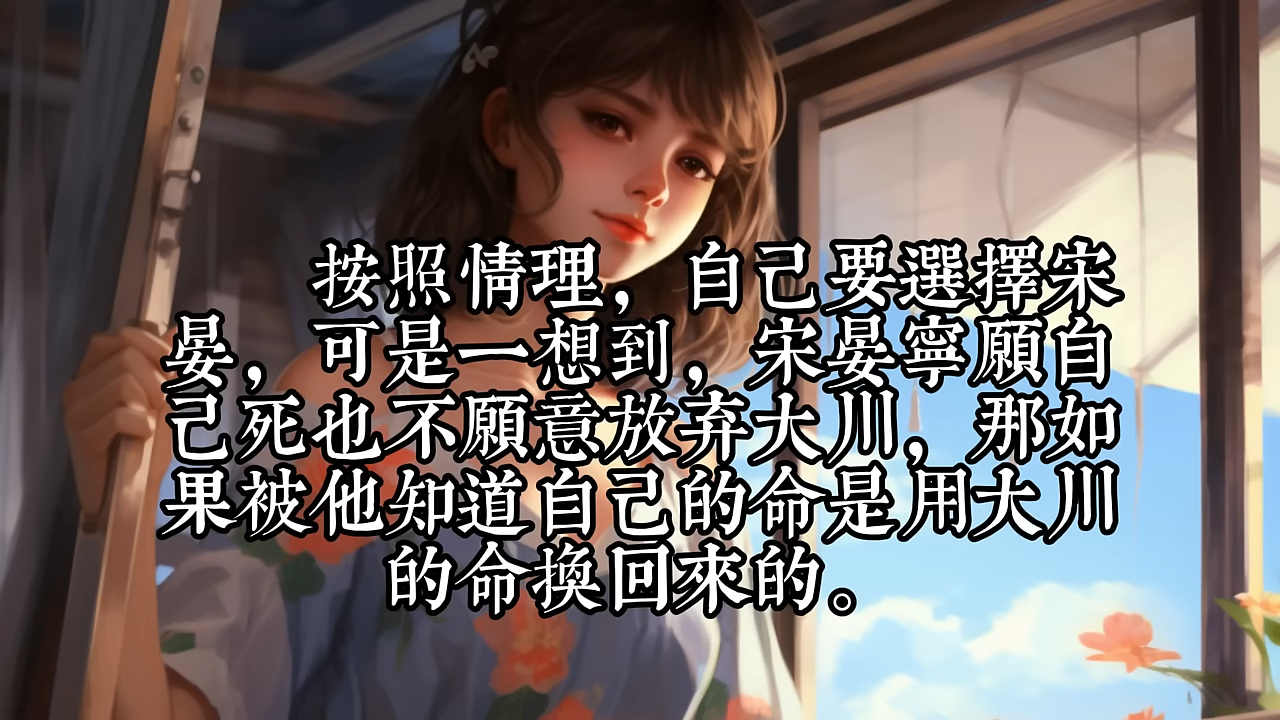 按照情理，自己要選擇宋
晏，可是一想到，宋晏寧願自
己死也不願意放弃大川，那如
果被他知道自己的命是用大川
的命換回來的。